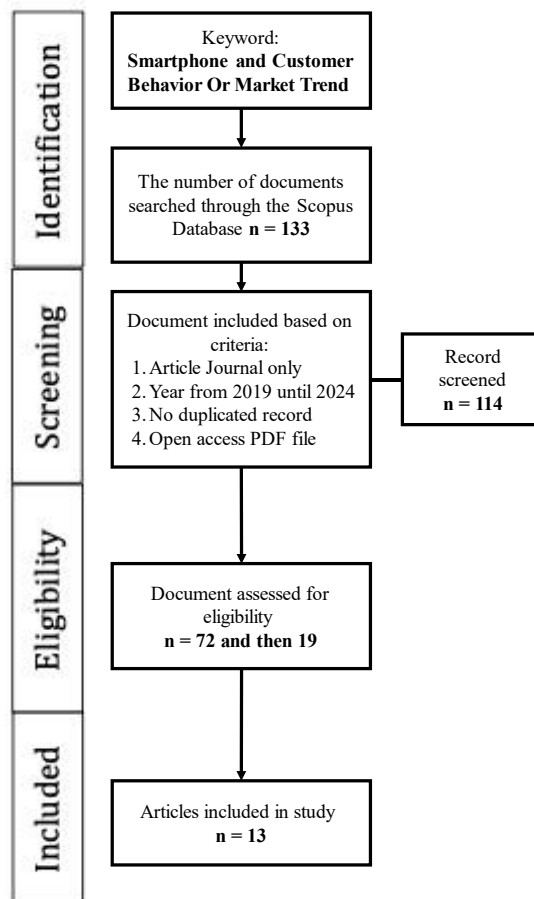 Identification
Keyword:
Smartphone and Customer
Behavior Or Market Trend
The number of documents
searched through the Scopus
Database n = 133
Screening
Document included based on
criteria:
1. Article Journal only
2. Year from 2019 until 2024
3. No duplicated record
4. Open access PDF file
Record
screened
n = 114
Eligibility
Document assessed for
eligibility
n = 72 and then 19
Included
Articles included in study
n = 13